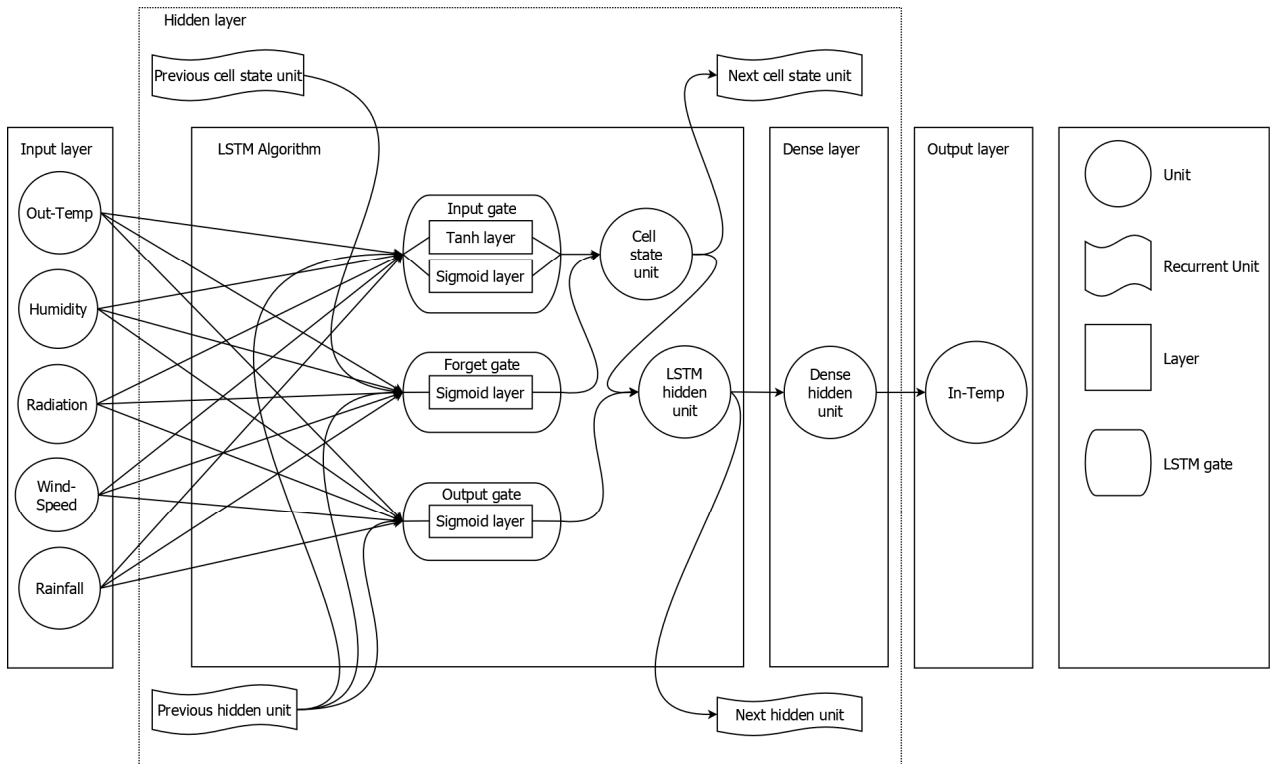 Hidden layer
Previous cell state unit
Next cell state unit
Input layer
LSTM Algorithm
Dense layer
Output layer
Out-Temp
Humidity
Radiation
Wind-
Speed
Rainfall
Input gate
Tanh layer
Sigmoid layer
Forget gate
Sigmoid layer
Output gate
Sigmoid layer
Cell
state
unit
LSTM
hidden
unit
Dense
hidden
unit
In-Temp
Unit
Recurrent Unit
Layer
LSTM gate
Previous hidden unit
Next hidden unit